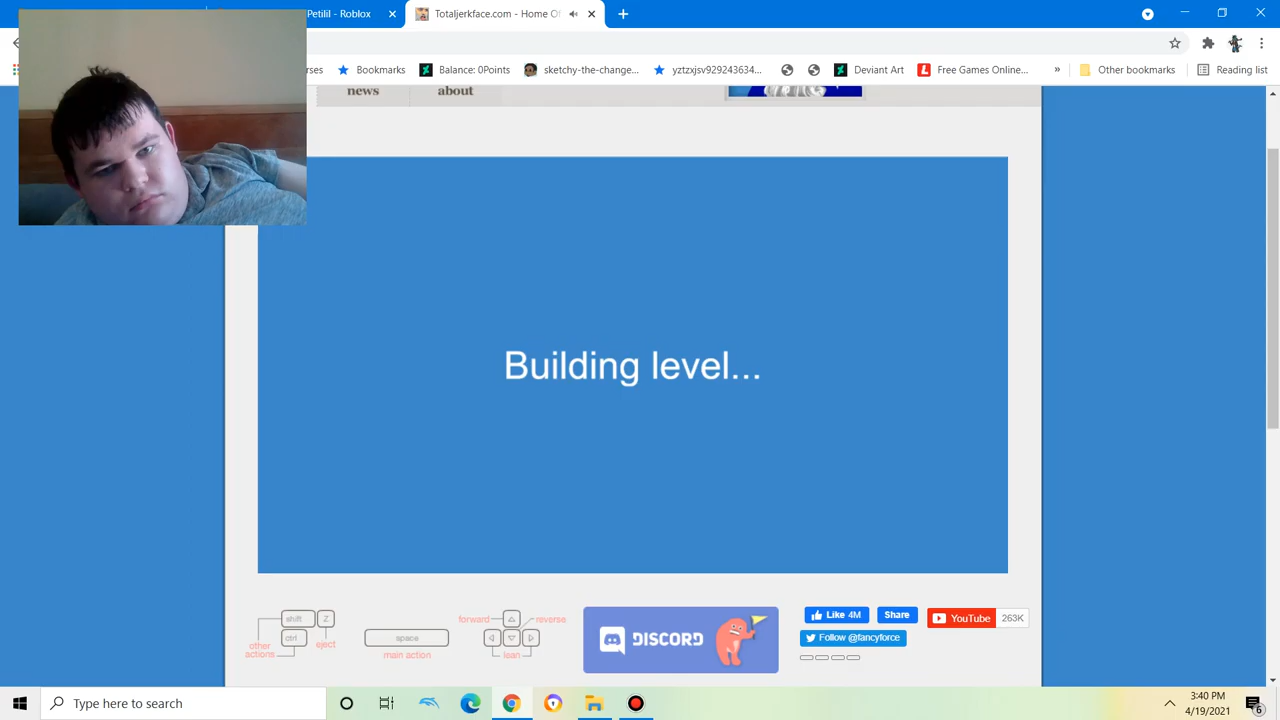 Petilil - Roblox
Totaljerkface.com - Home Of
rses
Bookmarks
Balance: 0Points
sketchy-the-change...
yztzxjsv929243634...
Deviant Art
Free Games Online...
»
Other bookmarks
Reading list
news
about
Building level...
shift
Z
ctrl
other
actions
eject
space
main action
forward
reverse
lean
DISCORD
Like 4M
Share
Follow @fancyforce
YouTube
263K
Type here to search
3:40 PM
4/19/2021
6